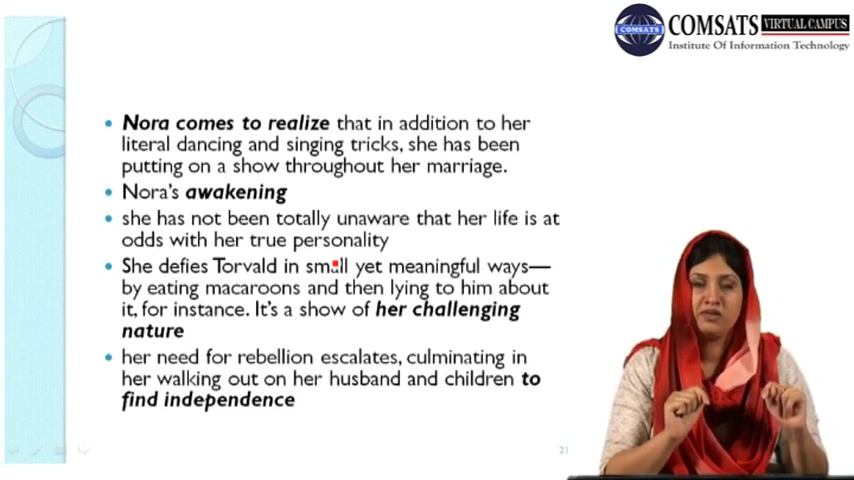 COMSATS
COMSATS VIRTUAL CAMPUS
Institute Of Information Technology
Nora comes to realize that in addition to her
literal dancing and singing tricks, she has been
putting on a show throughout her marriage.
Nora's awakening
she has not been totally unaware that her life is at
odds with her true personality
She defies Torvald in small yet meaningful ways—
by eating macaroons and then lying to him about
it, for instance. It's a show of her challenging
nature
her need for rebellion escalates, culminating in
her walking out on her husband and children to
find independence
21